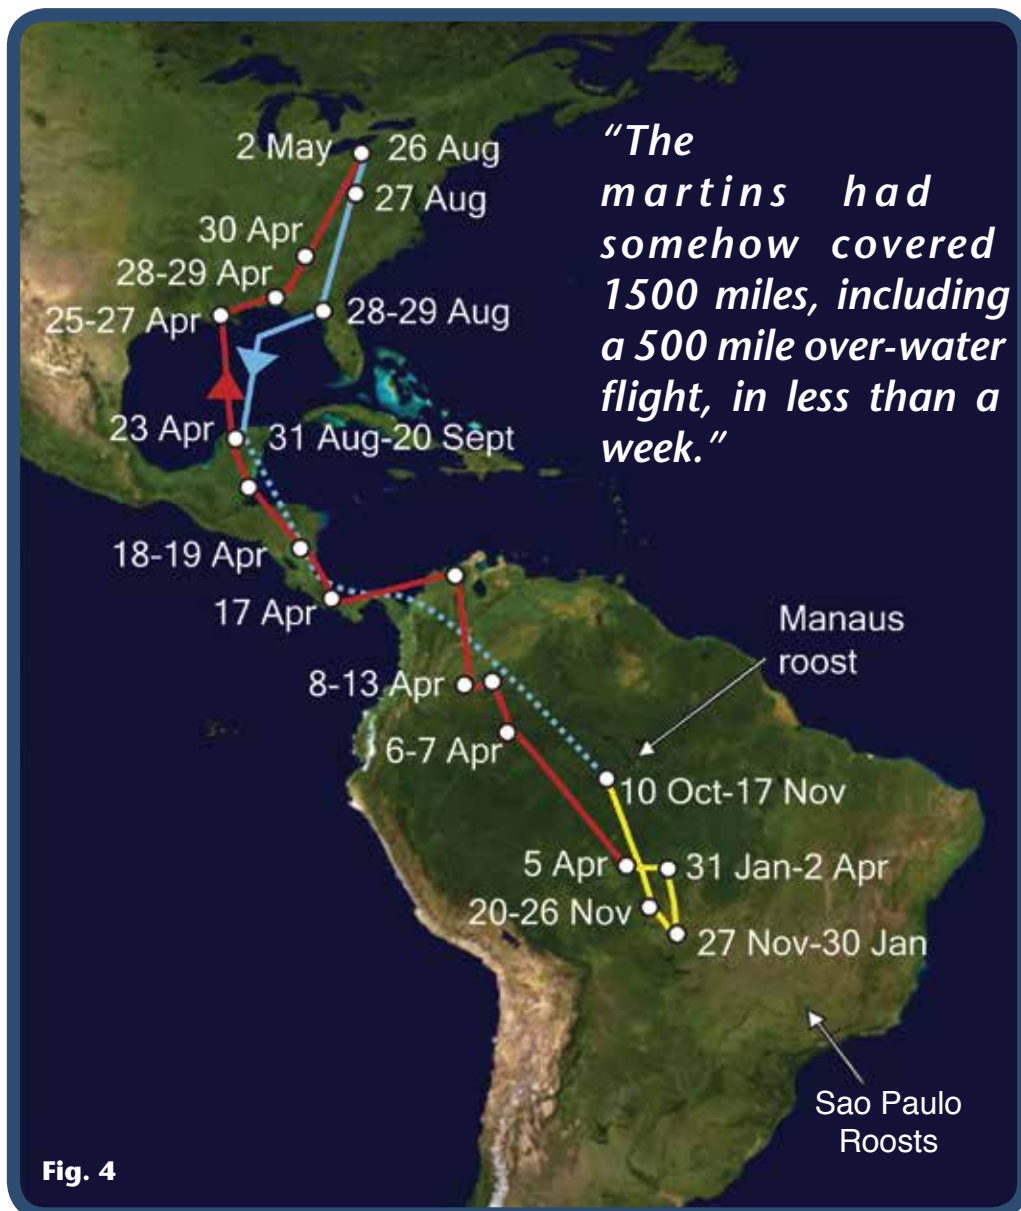 2 May
26 Aug
27 Aug
30 Apr
28-29 Apr
25-27 Apr
28-29 Aug
23 Apr
31 Aug-20 Sept
18-19 Apr
17 Apr
8-13 Apr
6-7 Apr
Manaus
roost
10 Oct-17 Nov
5 Apr
31 Jan-2 Apr
20-26 Nov
27 Nov-30 Jan
Sao Paulo
Roosts
“The
martins had
somehow covered
1500 miles, including
a 500 mile over-water
flight, in less than a
week.”
Fig. 4